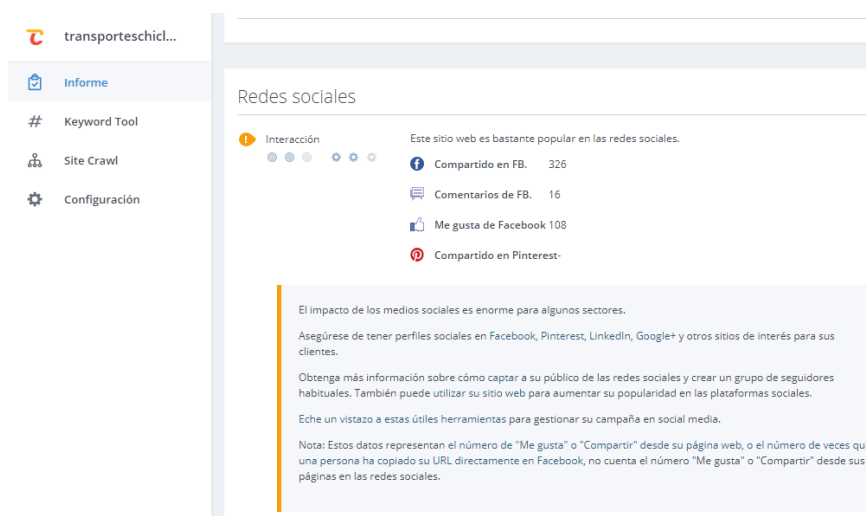 transporteschicl...
Informe
Keyword Tool
Site Crawl
Configuración
Redes sociales
Interacción
Este sitio web es bastante popular en las redes sociales.
Compartido en FB. 326
Comentarios de FB. 16
Me gusta de Facebook 108
Compartido en Pinterest-
El impacto de los medios sociales es enorme para algunos sectores.
Asegúrese de tener perfiles sociales en Facebook, Pinterest, LinkedIn, Google+ y otros sitios de interés para sus
clientes.
Obtenga más información sobre cómo captar a su público de las redes sociales y crear un grupo de seguidores
habituales. También puede utilizar su sitio web para aumentar su popularidad en las plataformas sociales.
Eche un vistazo a estas útiles herramientas para gestionar su campaña en social media.
Nota: Estos datos representan el número de "Me gusta" o "Compartir" desde su página web, o el número de veces qu
una persona ha copiado su URL directamente en Facebook, no cuenta el número "Me gusta" o "Compartir" desde sus
páginas en las redes sociales.